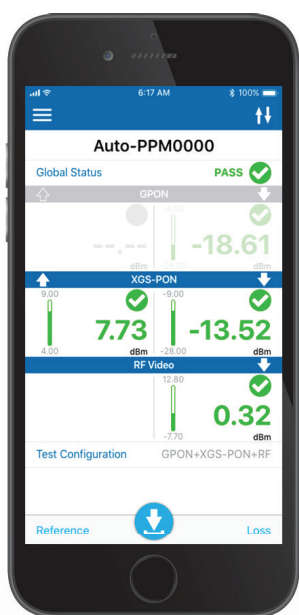 6:17 AM 100%
Auto-PPM0000
Global Status PASS
GPON
--.-- -18.61
dBm dBm
XGS-PON
9.00 -9.00
7.73 -13.52
4.00 dBm -28.00 dBm
RF Video
12.80
0.32
-7.70 dBm
Test Configuration GPON+XGS-PON+RF
Reference Loss